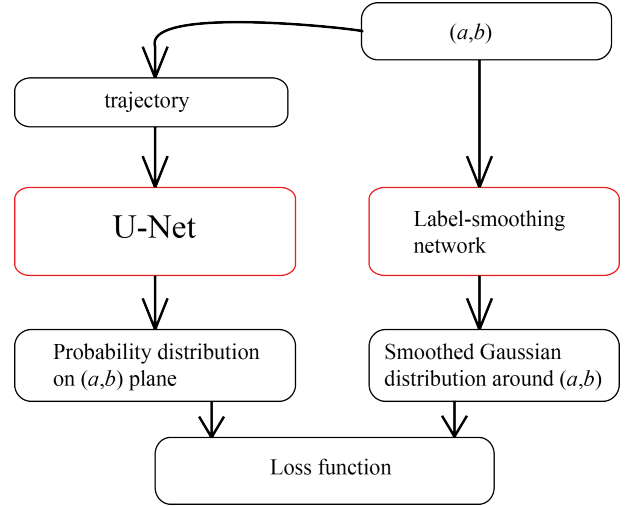 (a,b)
trajectory
U-Net
Label-smoothing
network
Probability distribution
on (a,b) plane
Smoothed Gaussian
distribution around (a,b)
Loss function